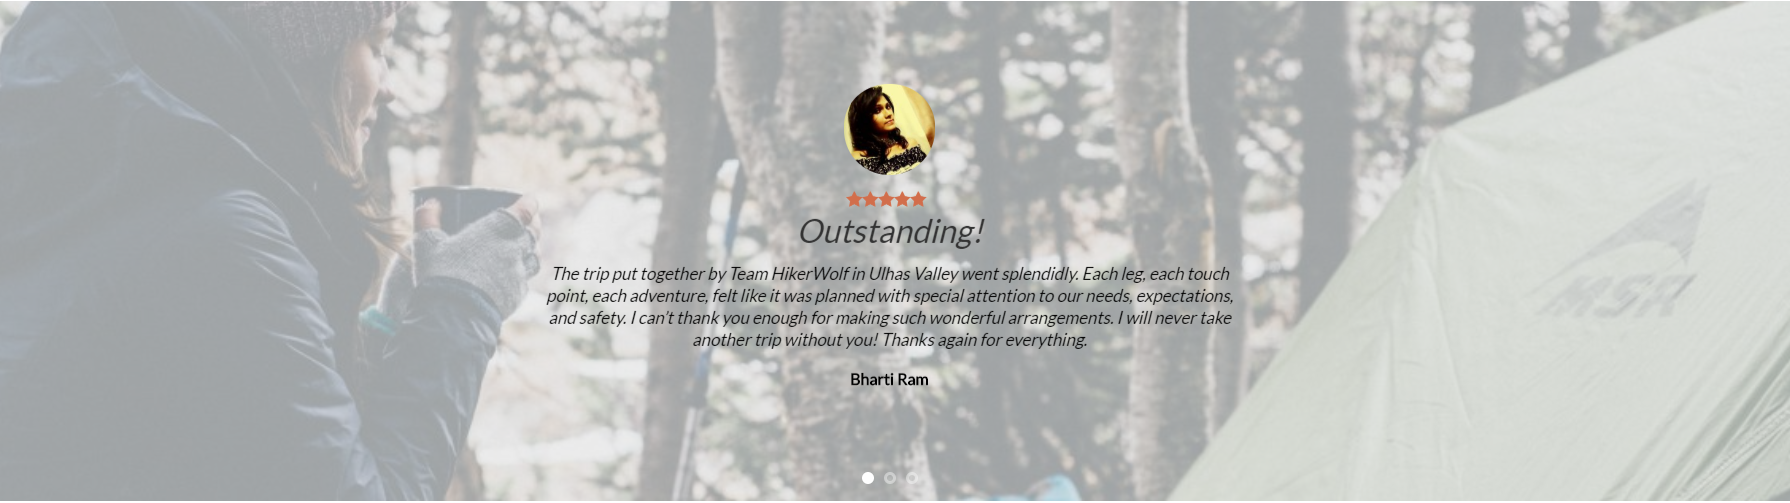 Outstanding!
The trip put together by Team HikerWolf in Ulhas Valley went splendidly. Each leg, each touch
point, each adventure, felt like it was planned with special attention to our needs, expectations,
and safety. I can't thank you enough for making such wonderful arrangements. I will never take
another trip without you! Thanks again for everything.
Bharti Ram
MSR